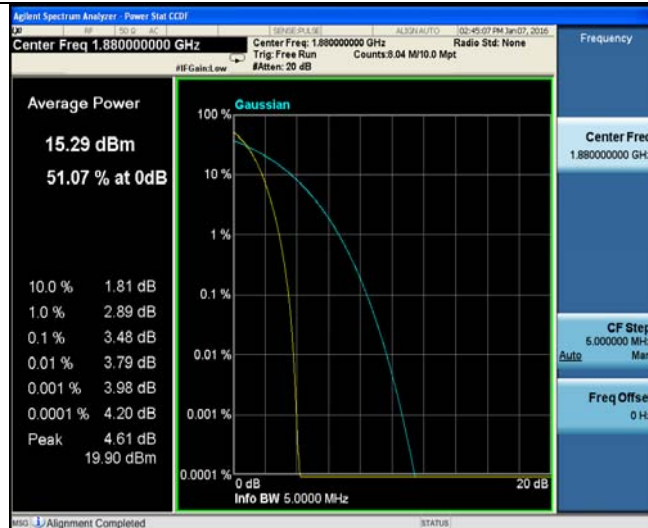 Agilent Spectrum Analyzer - Power Stat CCDF
RF 50 Ω AC SENSE:PULSE ALIGN AUTO 02:45:07 PM Jan 07, 2016
Center Freq 1.880000000 GHz
Center Freq: 1.880000000 GHz Radio Std: None
Trig: Free Run Counts:8.04 M/10.0 Mpt
#IFGain:Low #Atten: 20 dB
Frequency
Average Power
15.29 dBm
51.07 % at 0dB
10.0 % 1.81 dB
1.0 % 2.89 dB
0.1 % 3.48 dB
0.01 % 3.79 dB
0.001 % 3.98 dB
0.0001 % 4.20 dB
Peak 4.61 dB
19.90 dBm
Gaussian
100 %
10 %
1 %
0.1 %
0.01 %
0.001 %
0.0001 %
0 dB 20 dB
Info BW 5.0000 MHz
Center Freq
1.880000000 GHz
CF Step
5.000000 MHz
Auto Man
Freq Offse
0 Hz
MSG Alignment Completed STATUS